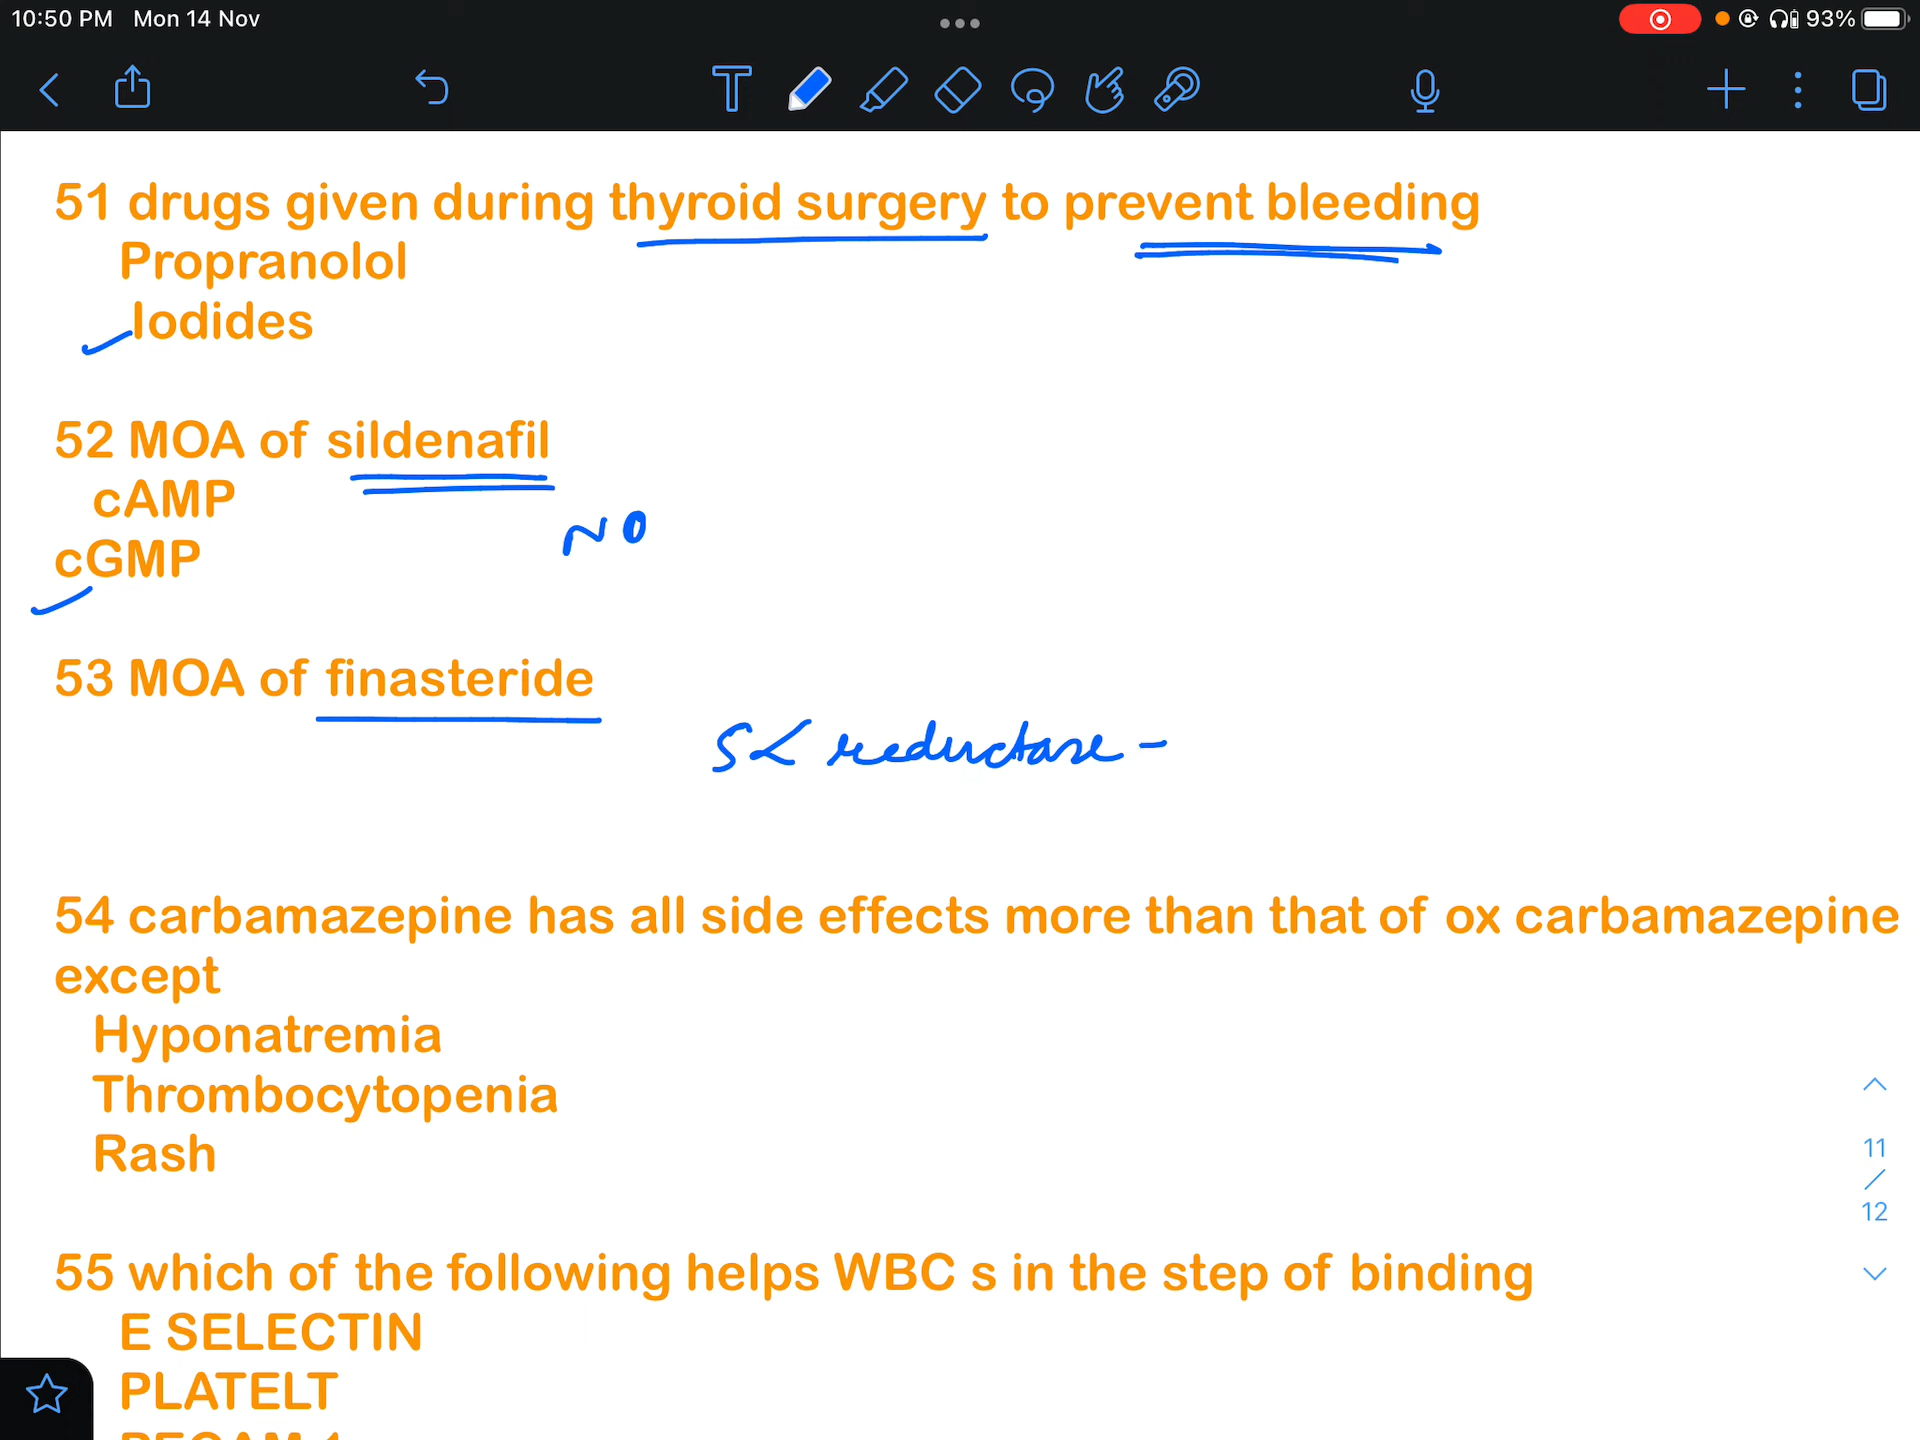 10:50 PM Mon 14 Nov
93%
51 drugs given during thyroid surgery to prevent bleeding
Propranolol
Iodides
52 MOA of sildenafil
cAMP
NO
cGMP
53 MOA of finasteride
5α reductase -
54 carbamazepine has all side effects more than that of ox carbamazepine
except
Hyponatremia
Thrombocytopenia
Rash
11
/
12
55 which of the following helps WBC s in the step of binding
E SELECTIN
PLATELT